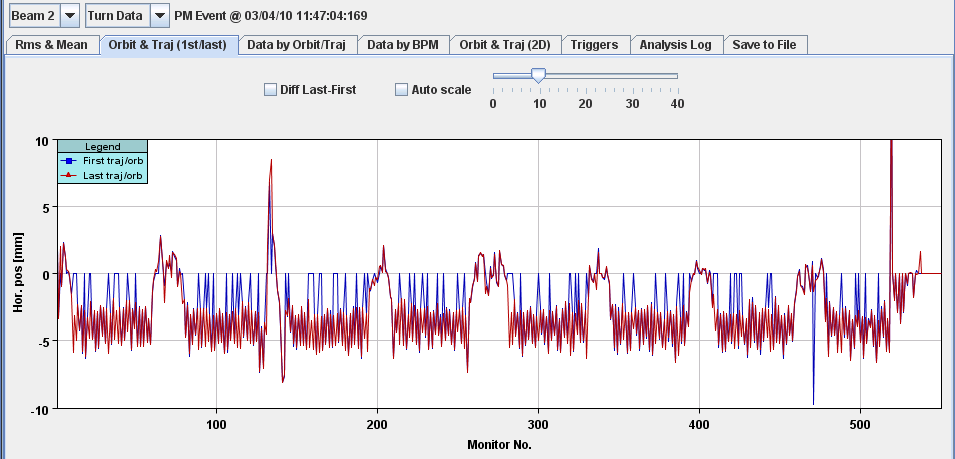 Beam 2 Turn Data PM Event @ 03/04/10 11:47:04:169
Rms & Mean Orbit & Traj (1st/last) Data by Orbit/Traj Data by BPM Orbit & Traj (2D) Triggers Analysis Log Save to File
Diff Last-First Auto scale
0 10 20 30 40
10
Legend
First traj/orb
Last traj/orb
5
0
-5
-10
Hor. pos [mm]
100 200 300 400 500
Monitor No.